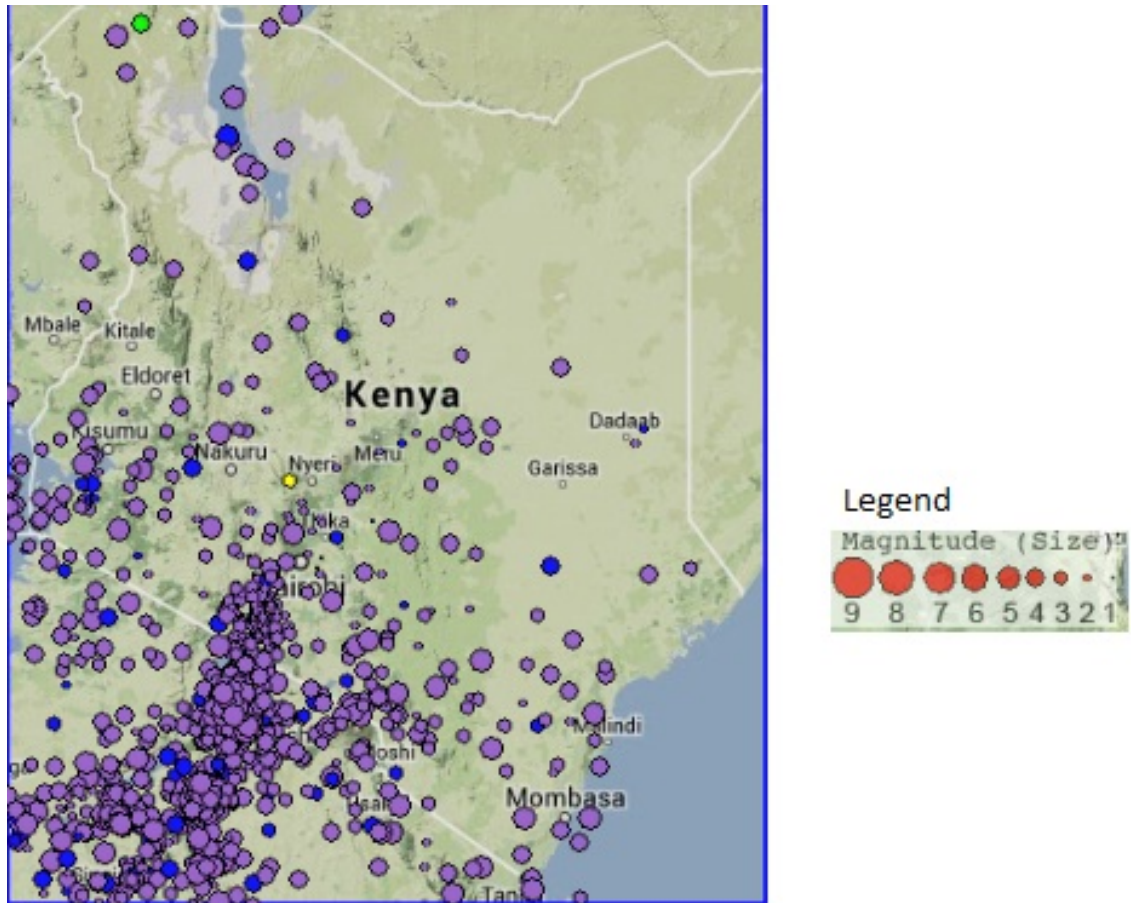 Mbale
Kitale
Eldoret
Kenya
Kisumu
Dadaab
Nakuru
Nyeri
Meru
Garissa
Legend
Magnitude (Size)
9 8 7 6 5 4 3 2 1
Mombasa